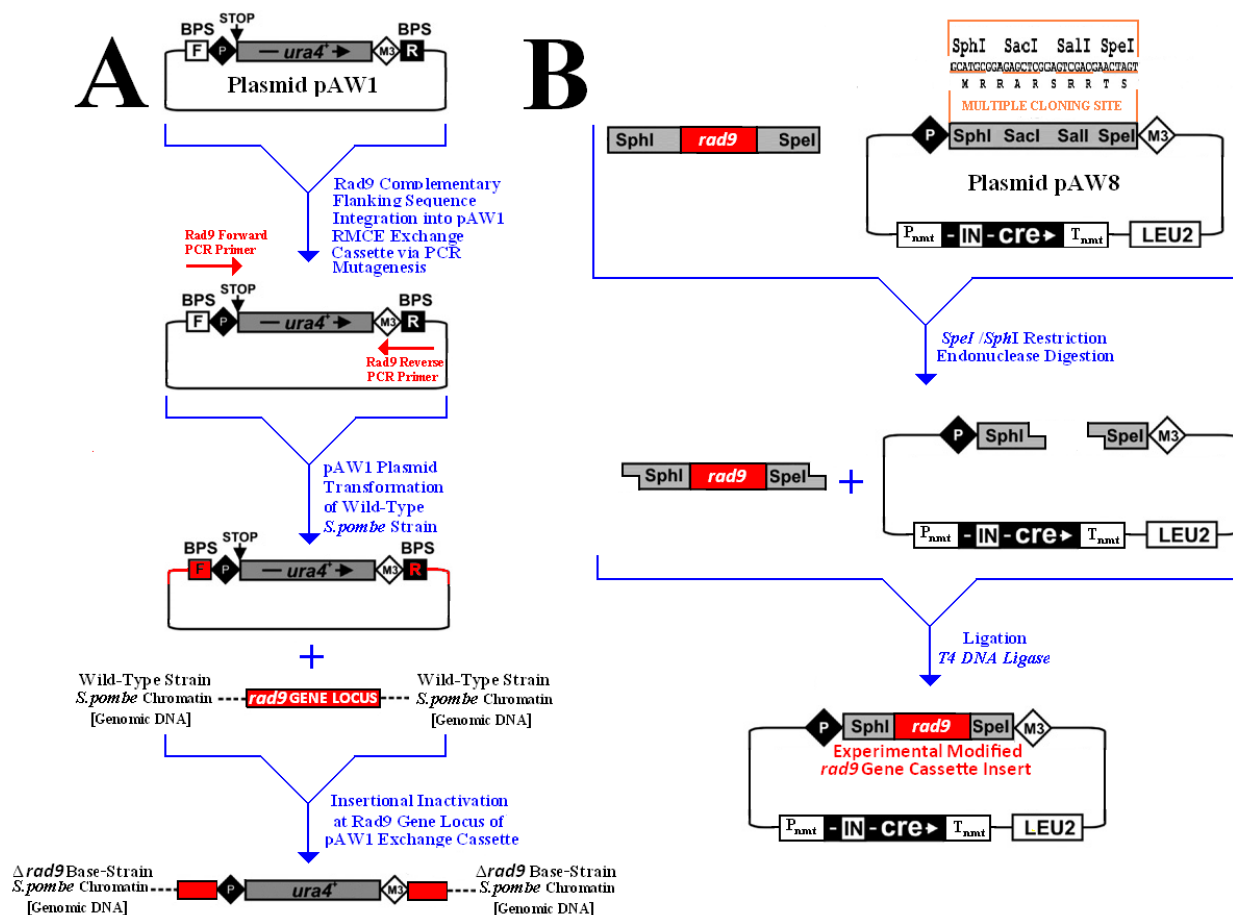 A
STOP
BPS
BPS
F
P
ura4+
M3
R
Plasmid pAW1
Rad9 Complementary
Flanking Sequence
Integration into pAW1
RMCE Exchange
Cassette via PCR
Mutagenesis
Rad9 Forward
PCR Primer
STOP
BPS
BPS
F
P
ura4+
M3
R
Rad9 Reverse
PCR Primer
pAW1 Plasmid
Transformation
of Wild-Type
S.pombe Strain
STOP
BPS
BPS
F
P
ura4+
M3
R
+
Wild-Type Strain
S.pombe Chromatin
[Genomic DNA]
rad9 GENE LOCUS
Wild-Type Strain
S.pombe Chromatin
[Genomic DNA]
Insertional Inactivation
at Rad9 Gene Locus of
pAW1 Exchange Cassette
Δrad9 Base-Strain
S.pombe Chromatin
[Genomic DNA]
P
ura4+
M3
Δrad9 Base-Strain
S.pombe Chromatin
[Genomic DNA]
B
SphI SacI SalI SpeI
GCATGCGGAGAGCTCGGAGTCGACGAACTAGT
M R R A R S R R T S
MULTIPLE CLONING SITE
SphI rad9 SpeI
P
SphI SacI SalI SpeI
M3
Plasmid pAW8
Pnmt - IN - cre Tnmt LEU2
SpeI /SphI Restriction
Endonuclease Digestion
P
SphI
SpeI
M3
SphI rad9 SpeI
+
Pnmt - IN - cre Tnmt LEU2
Ligation
T4 DNA Ligase
P
SphI rad9 SpeI
M3
Experimental Modified
rad9 Gene Cassette Insert
Pnmt - IN - cre Tnmt LEU2